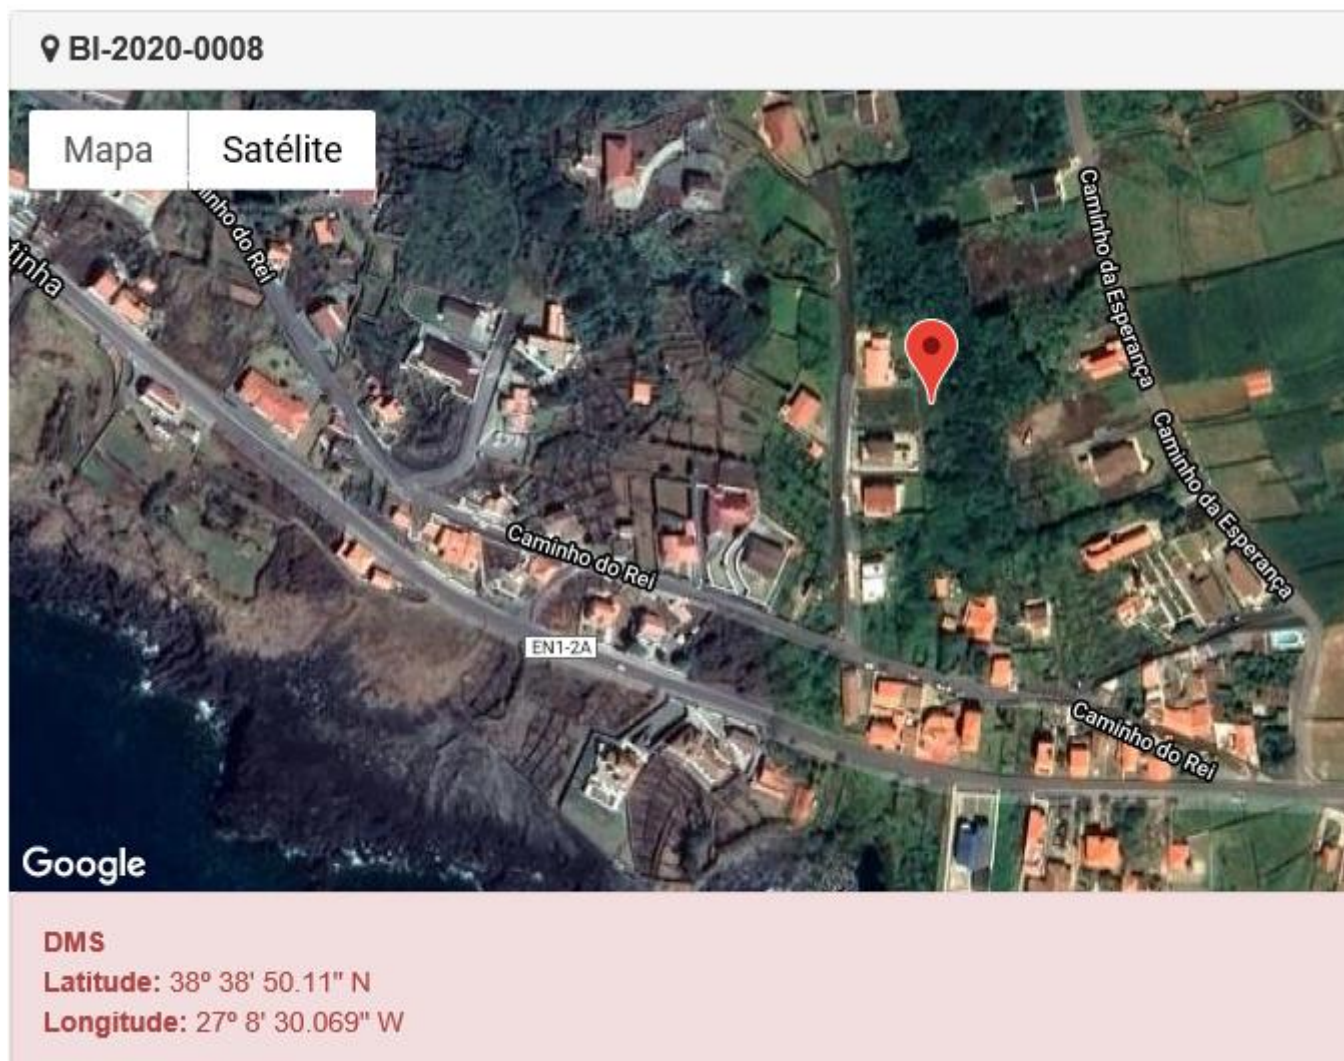 BI-2020-0008
Mapa
Satélite
inho do Rei
tinha
Caminho da Esperança
Caminho da Esperança
Caminho do Rei
EN1-2A
Caminho do Rei
Google
DMS
Latitude: 38º 38' 50.11" N
Longitude: 27º 8' 30.069" W